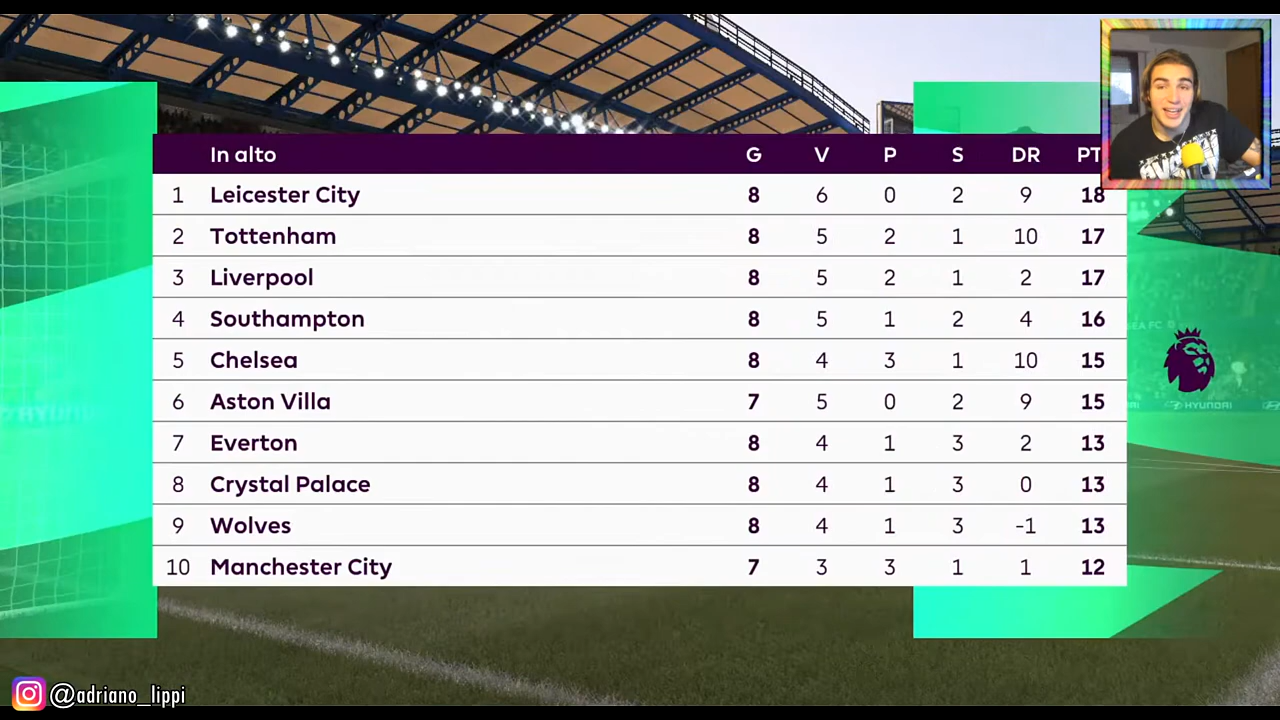 In alto G V P S DR PT
1 Leicester City 8 6 0 2 9 18
2 Tottenham 8 5 2 1 10 17
3 Liverpool 8 5 2 1 2 17
4 Southampton 8 5 1 2 4 16
5 Chelsea 8 4 3 1 10 15
6 Aston Villa 7 5 0 2 9 15
7 Everton 8 4 1 3 2 13
8 Crystal Palace 8 4 1 3 0 13
9 Wolves 8 4 1 3 -1 13
10 Manchester City 7 3 3 1 1 12
HYUNDAI
@adriano_lippi